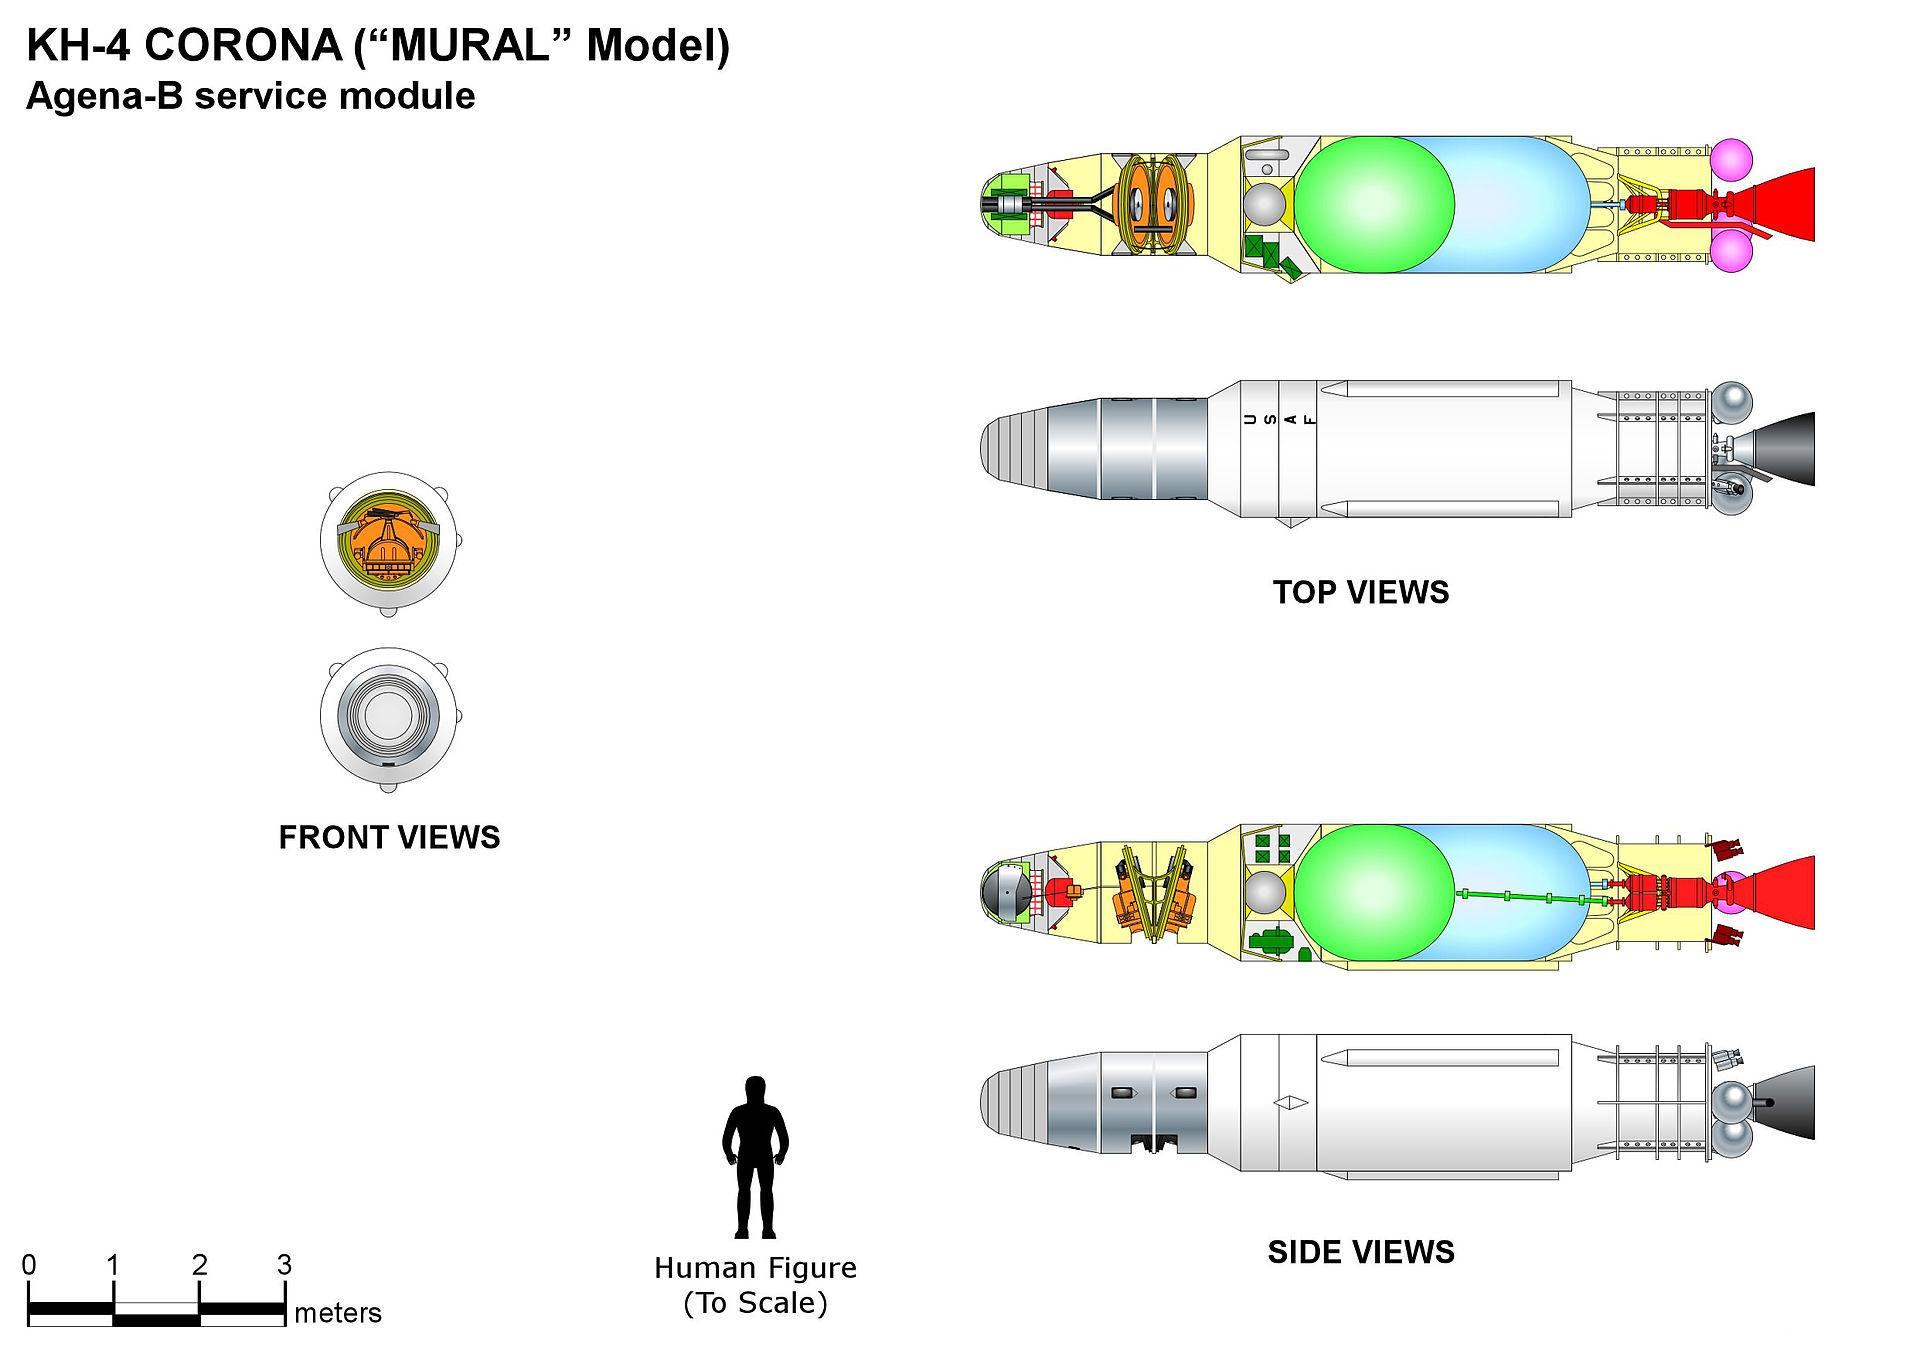 KH-4 CORONA (“MURAL” Model)
Agena-B service module
U S A F
TOP VIEWS
FRONT VIEWS
SIDE VIEWS
Human Figure
(To Scale)
0 1 2 3
meters